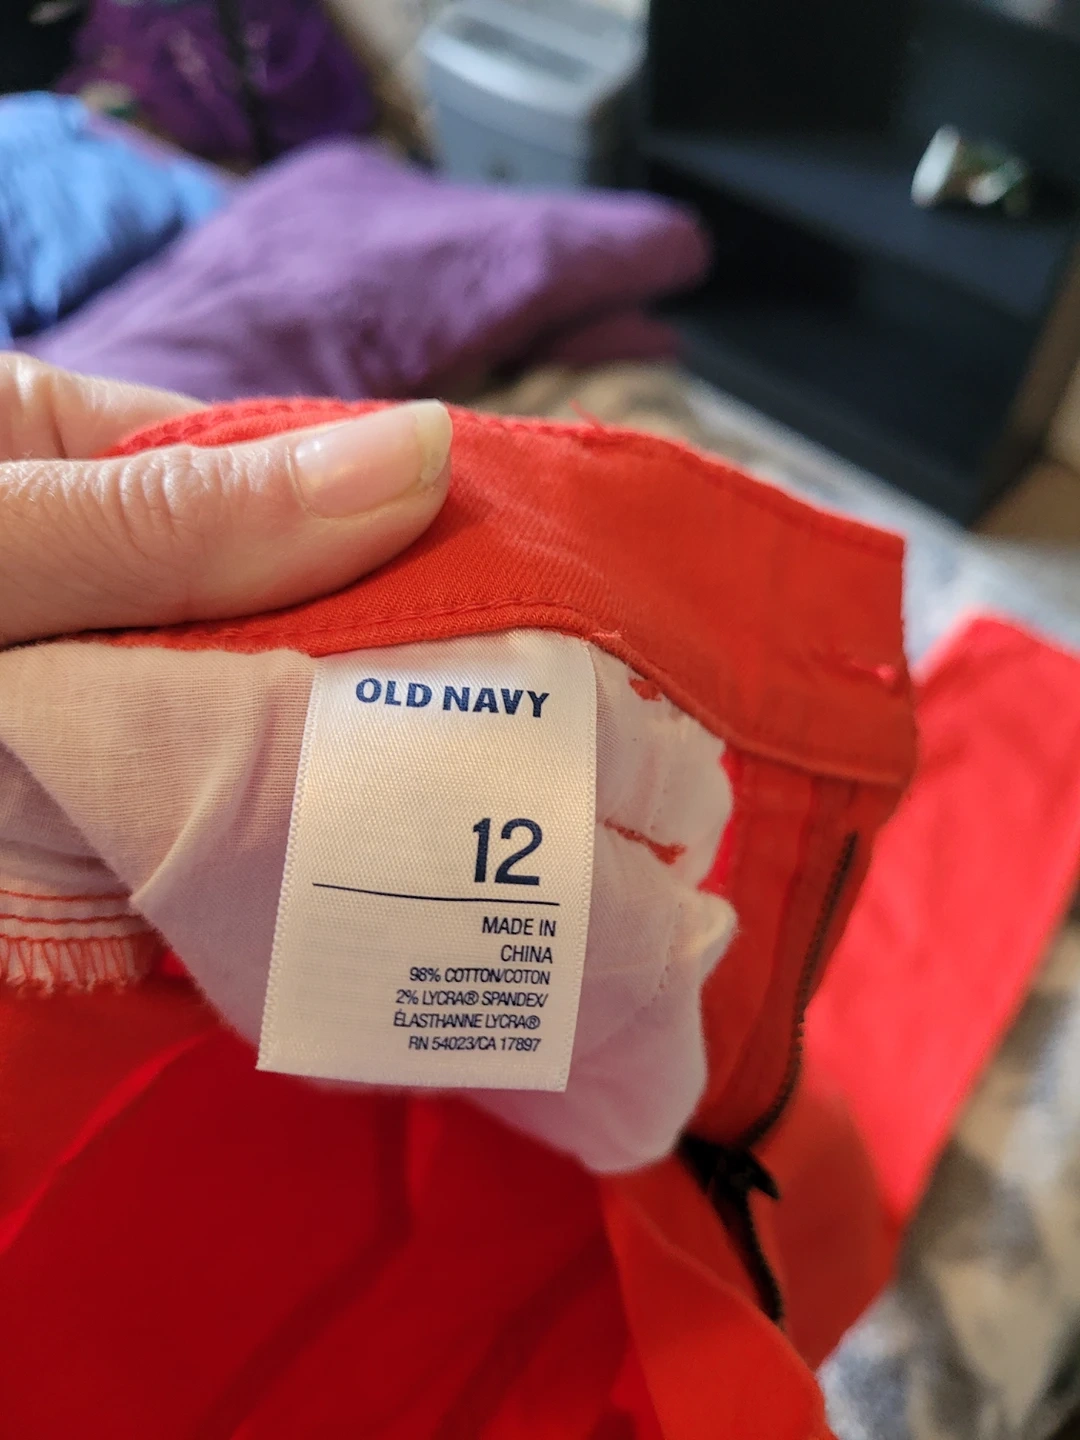 OLD NAVY
12
MADE IN
CHINA
98% COTTON/COTON
2% LYCRA® SPANDEX/
ÉLASTHANNE LYCRA®
RN 54023/CA 17897